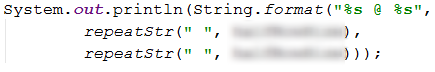 System.out.println(String.format("%s @ %s",
repeatStr(" ", ),
repeatStr(" ", )));